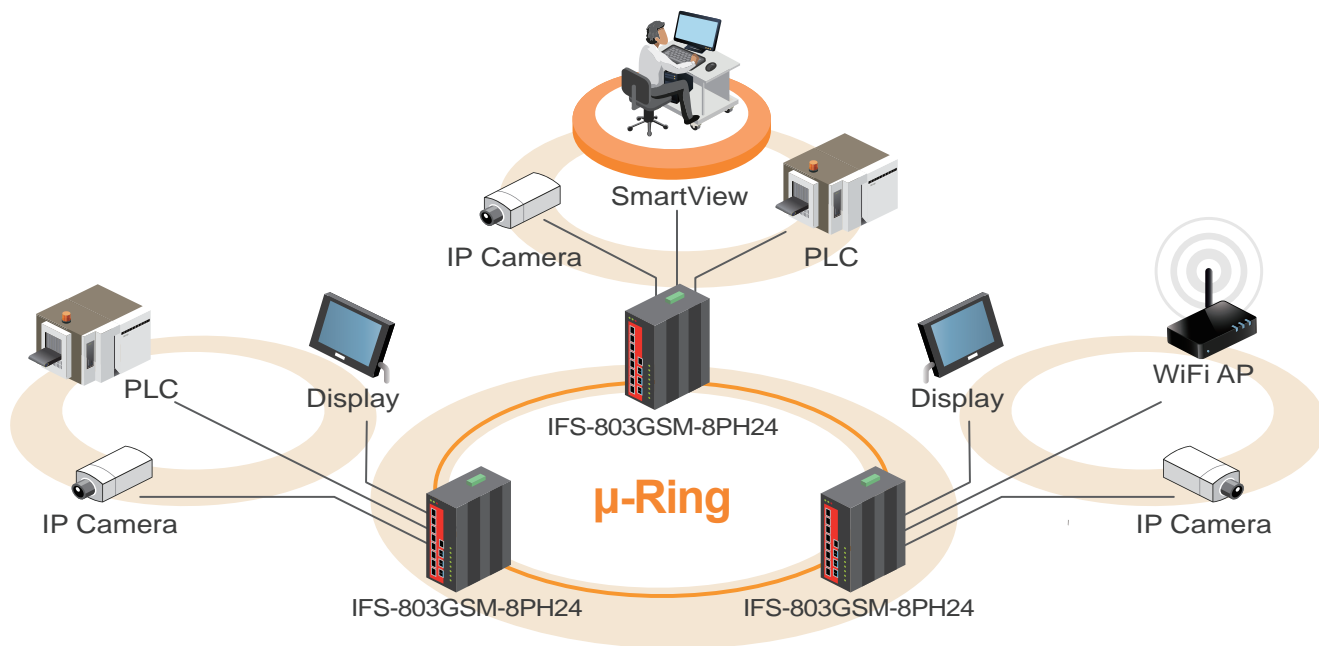 SmartView
IP Camera
PLC
PLC
Display
Display
WiFi AP
IFS-803GSM-8PH24
µ-Ring
IP Camera
IP Camera
IFS-803GSM-8PH24
IFS-803GSM-8PH24